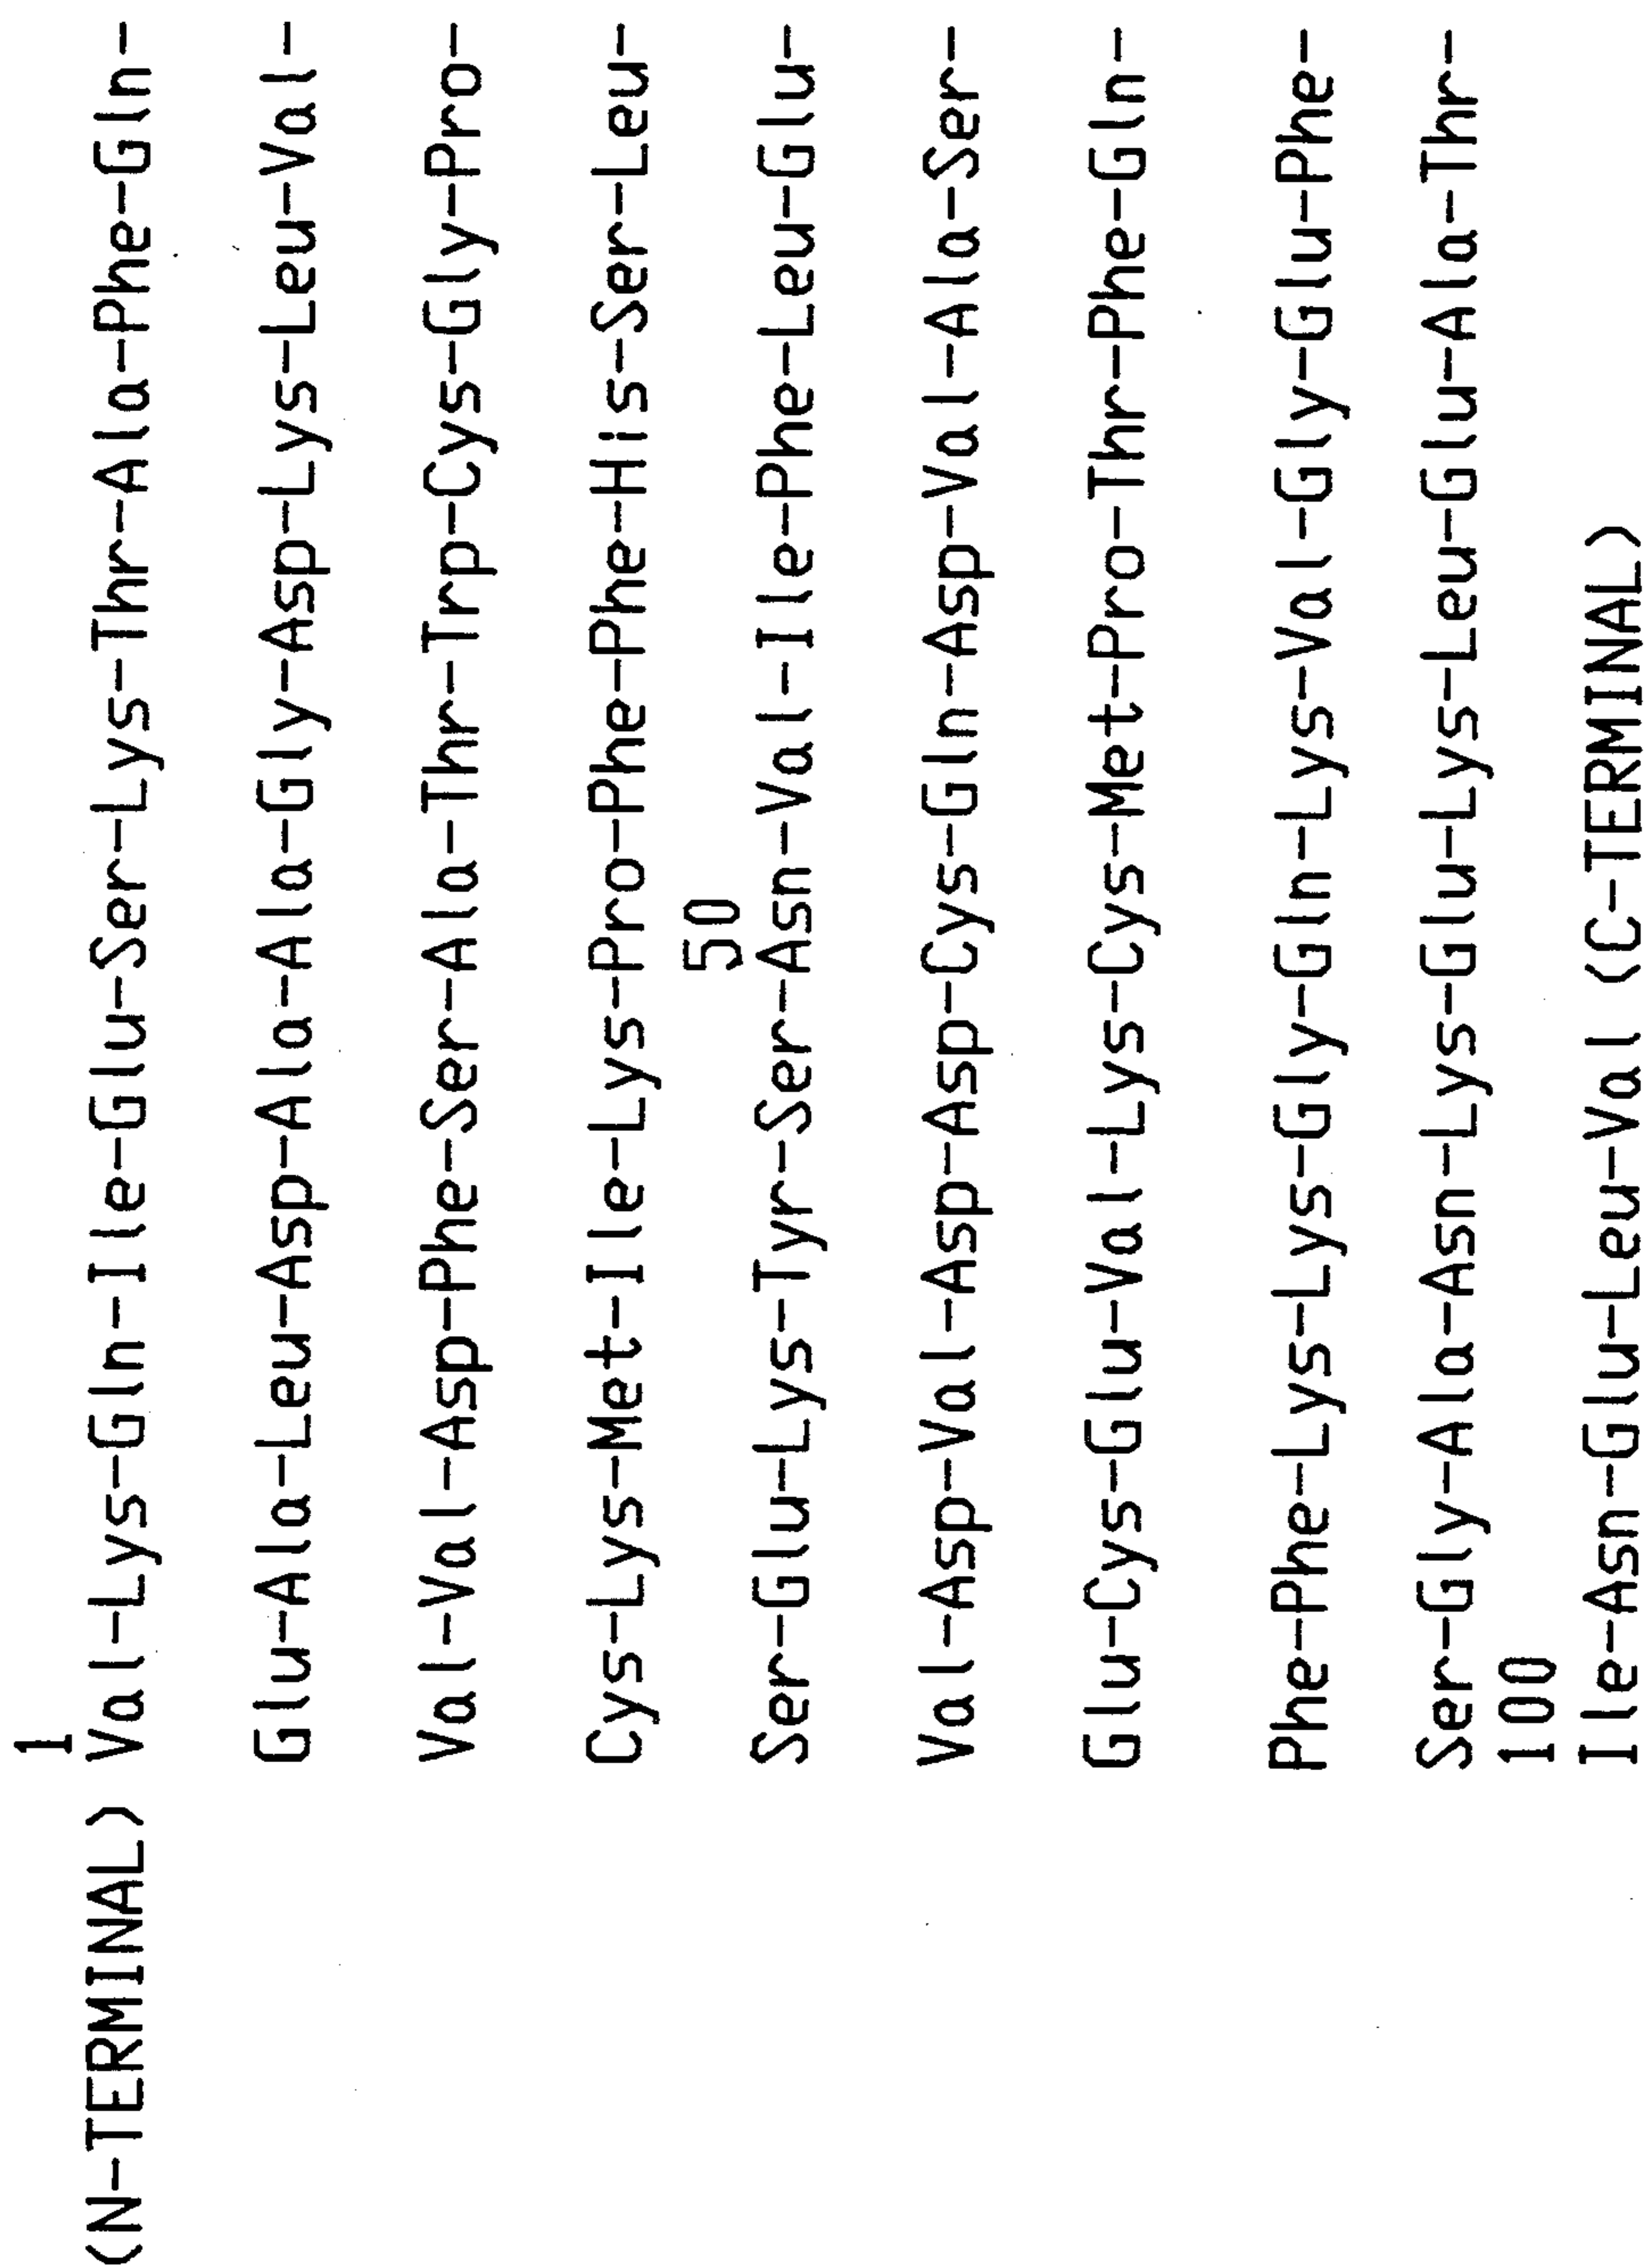 1
(N-TERMINAL) Val-Lys-Gln-Ile-Glu-Ser-Lys-Thr-Ala-Phe-Gln-
Glu-Ala-Leu-Asp-Ala-Ala-Gly-Asp-Lys-Leu-Val-
Val-Val-Asp-Phe-Ser-Ala-Thr-Trp-Cys-Gly-Pro-
Cys-Lys-Met-Ile-Lys-Pro-Phe-Phe-His-Ser-Leu-
50
Ser-Glu-Lys-Tyr-Ser-Asn-Val-Ile-Phe-Leu-Glu-
Val-Asp-Val-Asp-Asp-Cys-Gln-Asp-Val-Ala-Ser-
Glu-Cys-Glu-Val-Lys-Cys-Met-Pro-Thr-Phe-Gln-
Phe-Phe-Lys-Lys-Gly-Gln-Lys-Val-Gly-Glu-Phe-
Ser-Gly-Ala-Asn-Lys-Glu-Lys-Leu-Glu-Ala-Thr-
100
Ile-Asn-Glu-Leu-Val (C-TERMINAL)